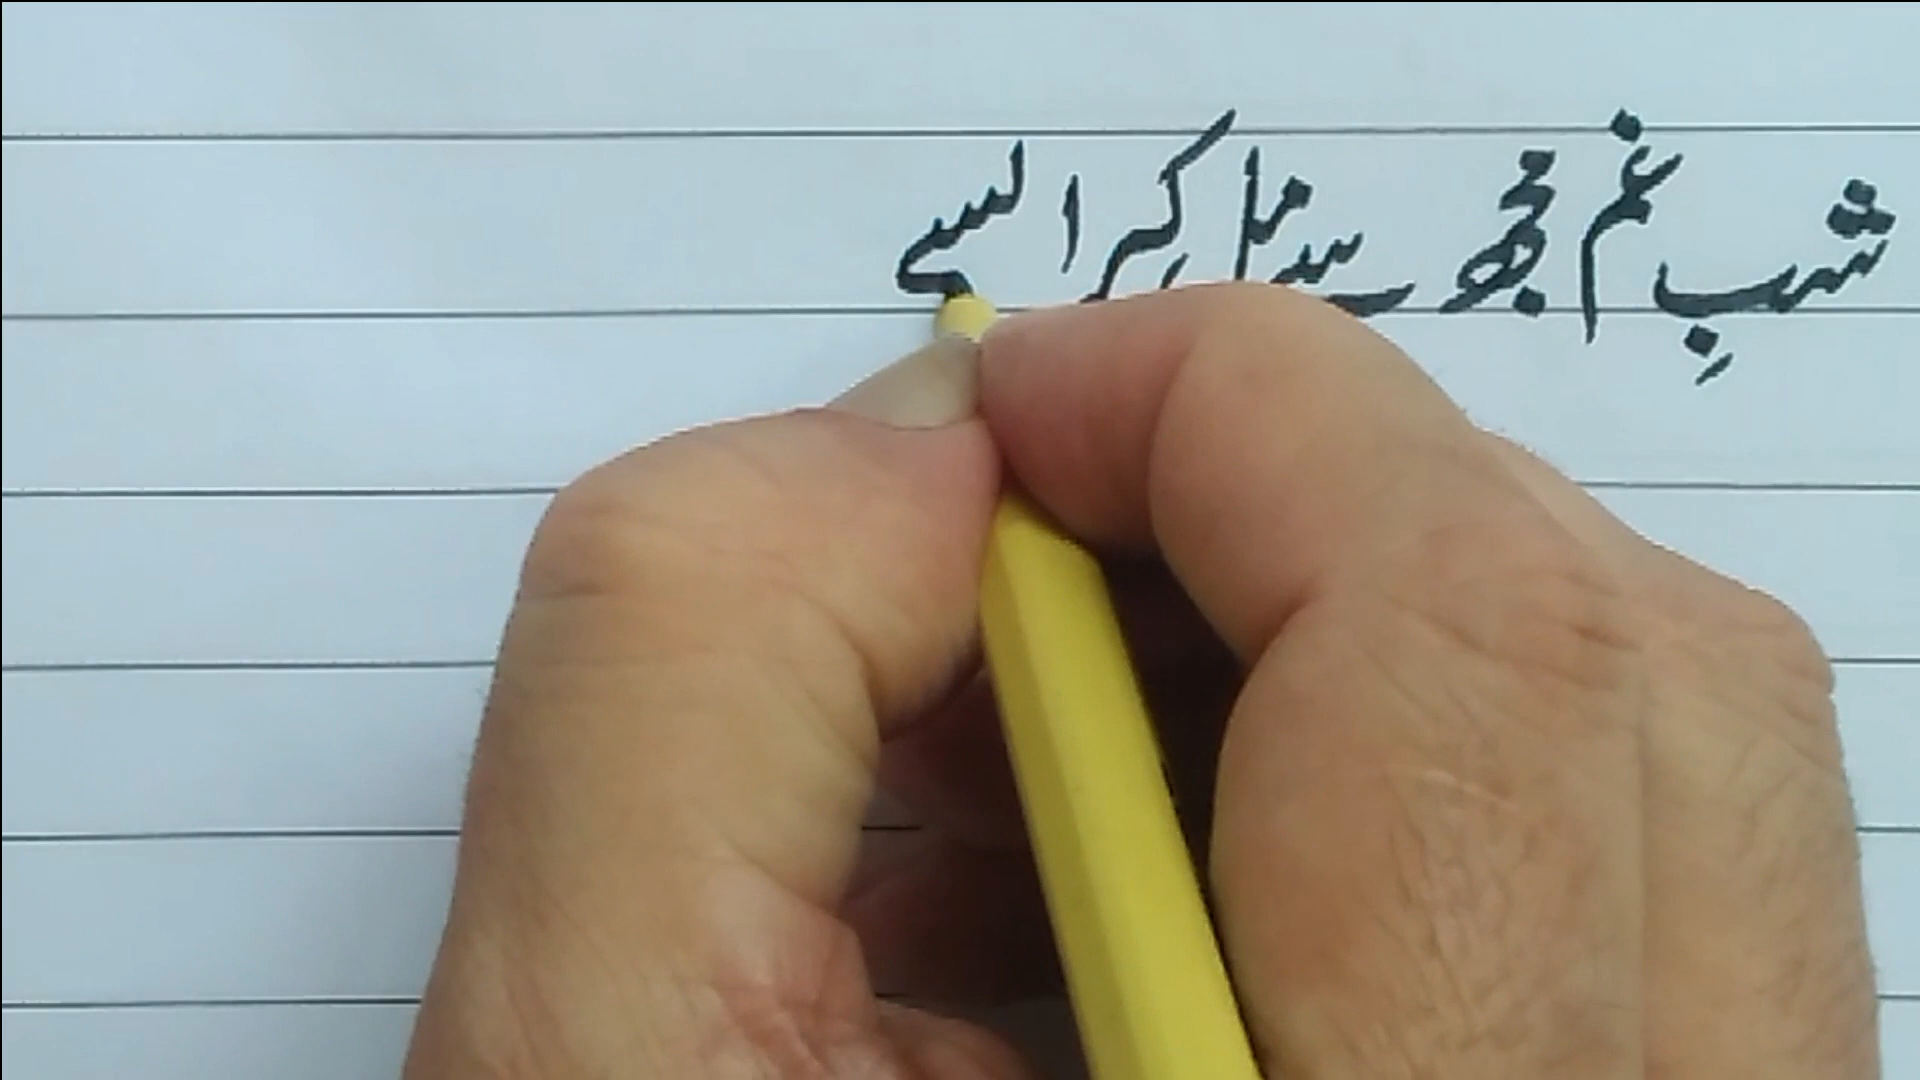 شبِ غم مجھ سے مل کر ایسے